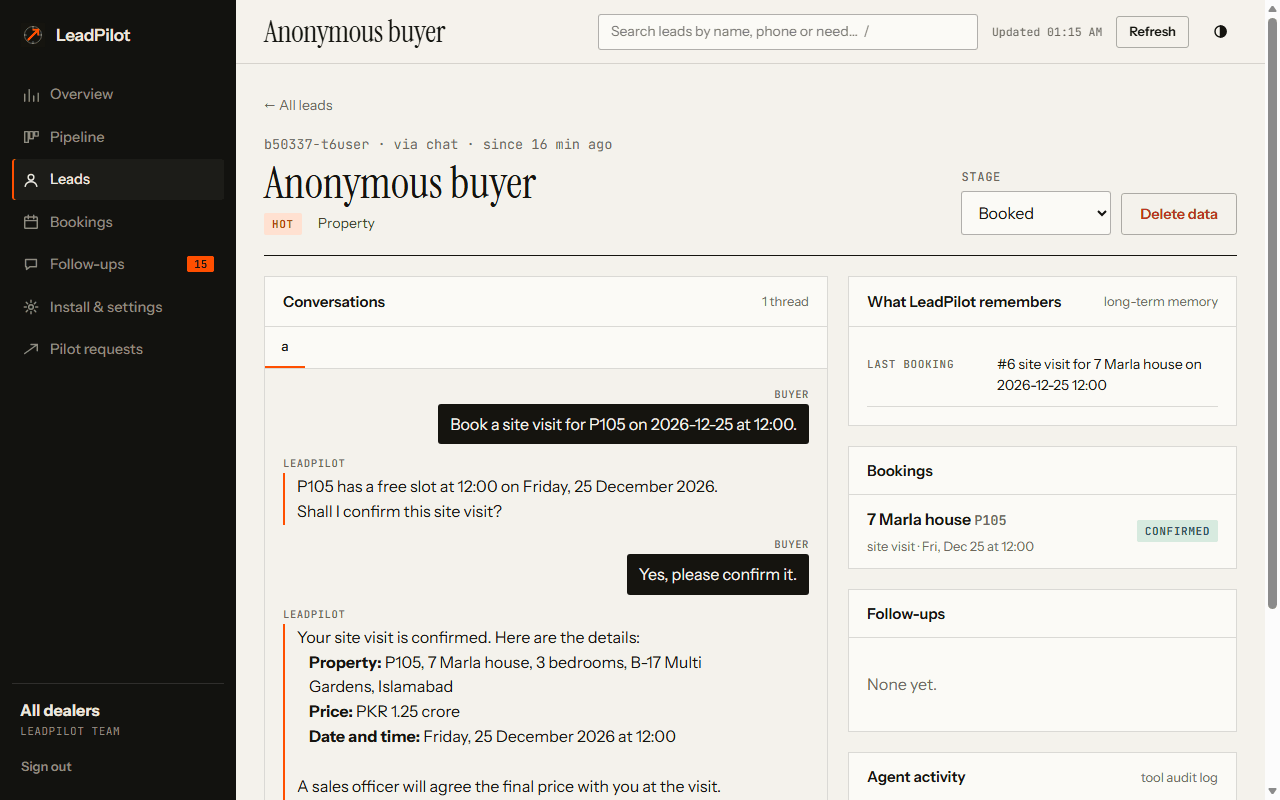 LeadPilot
Overview
Pipeline
Leads
Bookings
Follow-ups 15
Install & settings
Pilot requests
All dealers
LEADPILOT TEAM
Sign out
Anonymous buyer
Search leads by name, phone or need... /
Updated 01:15 AM
Refresh
← All leads
b50337-t6user · via chat · since 16 min ago
Anonymous buyer
HOT Property
STAGE
Booked
Delete data
Conversations 1 thread
a
BUYER
Book a site visit for P105 on 2026-12-25 at 12:00.
LEADPILOT
P105 has a free slot at 12:00 on Friday, 25 December 2026.
Shall I confirm this site visit?
BUYER
Yes, please confirm it.
LEADPILOT
Your site visit is confirmed. Here are the details:
Property: P105, 7 Marla house, 3 bedrooms, B-17 Multi
Gardens, Islamabad
Price: PKR 1.25 crore
Date and time: Friday, 25 December 2026 at 12:00
A sales officer will agree the final price with you at the visit.
What LeadPilot remembers long-term memory
LAST BOOKING #6 site visit for 7 Marla house on
2026-12-25 12:00
Bookings
7 Marla house P105
site visit · Fri, Dec 25 at 12:00
CONFIRMED
Follow-ups
None yet.
Agent activity tool audit log